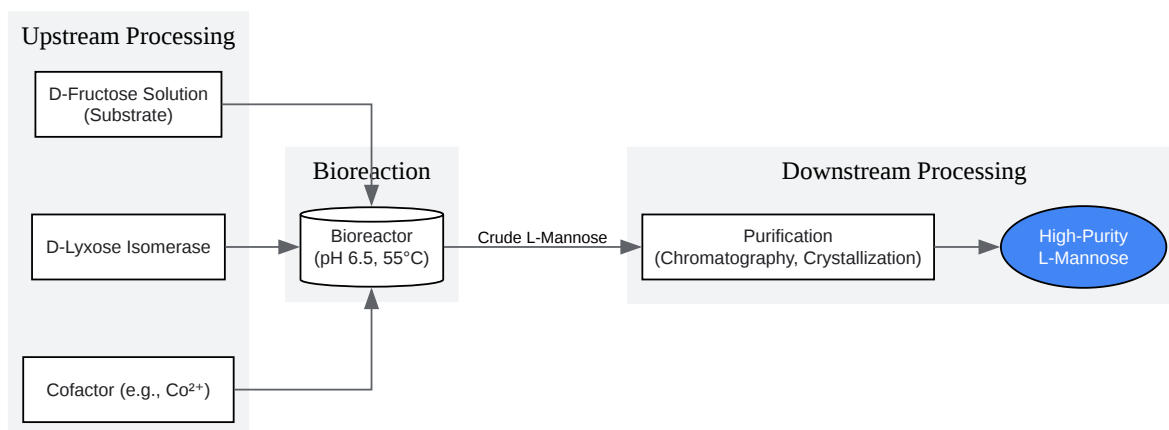 Upstream Processing
D-Fructose Solution
(Substrate)
D-Lyxose Isomerase
Cofactor (e.g., Co²⁺)
Bioreaction
Bioreactor
(pH 6.5, 55°C)
Crude L-Mannose
Downstream Processing
Purification
(Chromatography, Crystallization)
High-Purity
L-Mannose